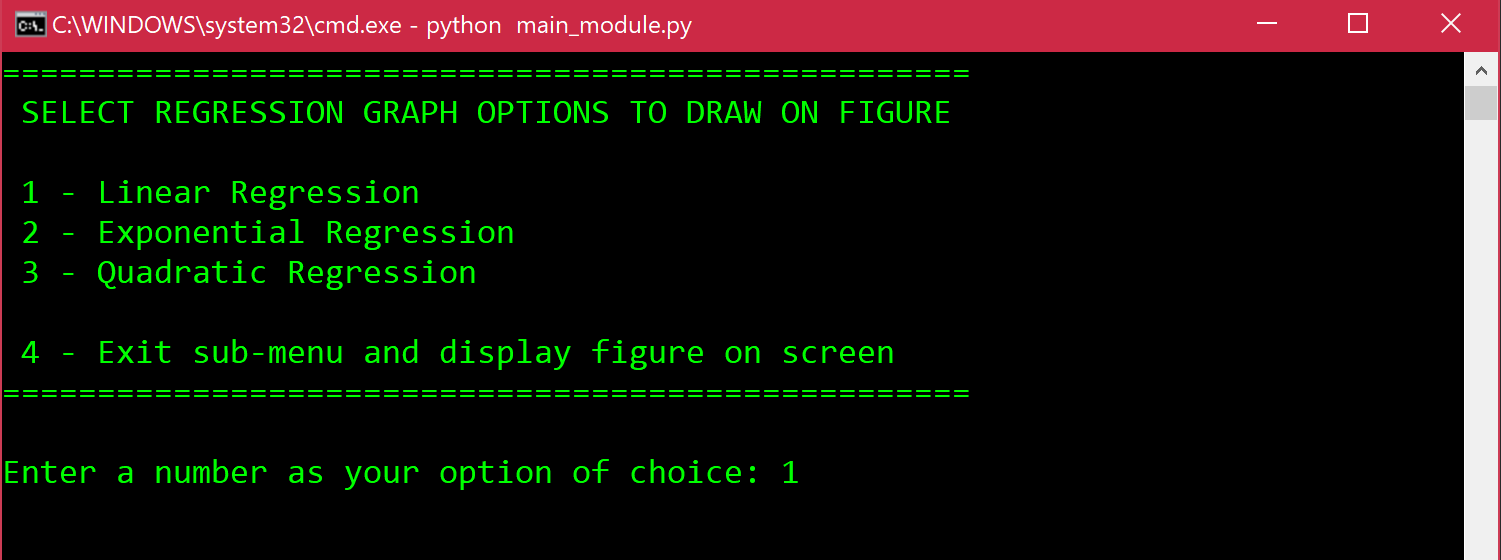 C:\WINDOWS\system32\cmd.exe - python  main_module.py
===================================================
SELECT REGRESSION GRAPH OPTIONS TO DRAW ON FIGURE
1 - Linear Regression
2 - Exponential Regression
3 - Quadratic Regression
4 - Exit sub-menu and display figure on screen
===================================================
Enter a number as your option of choice: 1